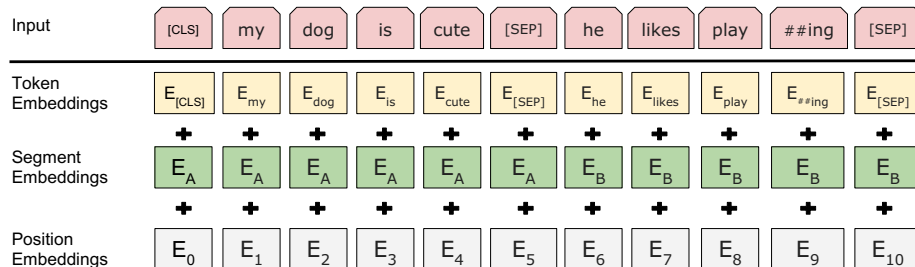 Input [CLS] my dog is cute [SEP] he likes play ##ing [SEP]
Token Embeddings E[CLS] Emy Edog Eis Ecute E[SEP] Ehe Elikes Eplay E##ing E[SEP]
+ + + + + + + + + + +
Segment Embeddings EA EA EA EA EA EA EB EB EB EB EB
+ + + + + + + + + + +
Position Embeddings E0 E1 E2 E3 E4 E5 E6 E7 E8 E9 E10